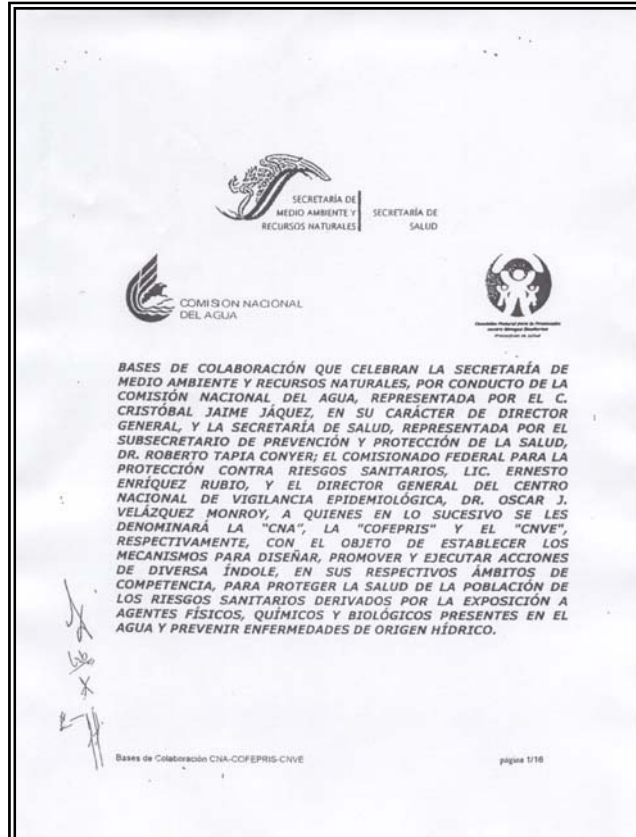 SECRETARÍA DE
MEDIO AMBIENTE Y
RECURSOS NATURALES
SECRETARÍA DE
SALUD
COMISION NACIONAL
DEL AGUA
BASES DE COLABORACIÓN QUE CELEBRAN LA SECRETARÍA DE
MEDIO AMBIENTE Y RECURSOS NATURALES, POR CONDUCTO DE LA
COMISIÓN NACIONAL DEL AGUA, REPRESENTADA POR EL C.
CRISTÓBAL JAIME JÁQUEZ, EN SU CARÁCTER DE DIRECTOR
GENERAL, Y LA SECRETARÍA DE SALUD, REPRESENTADA POR EL
SUBSECRETARIO DE PREVENCIÓN Y PROTECCIÓN DE LA SALUD,
DR. ROBERTO TAPIA CONYER; EL COMISIONADO FEDERAL PARA LA
PROTECCIÓN CONTRA RIESGOS SANITARIOS, LIC. ERNESTO
ENRÍQUEZ RUBIO, Y EL DIRECTOR GENERAL DEL CENTRO
NACIONAL DE VIGILANCIA EPIDEMIOLÓGICA, DR. OSCAR J.
VELÁZQUEZ MONROY, A QUIENES EN LO SUCESIVO SE LES
DENOMINARÁ LA "CNA", LA "COFEPRIS" Y EL "CNVE",
RESPECTIVAMENTE, CON EL OBJETO DE ESTABLECER LOS
MECANISMOS PARA DISEÑAR, PROMOVER Y EJECUTAR ACCIONES
DE DIVERSA ÍNDOLE, EN SUS RESPECTIVOS ÁMBITOS DE
COMPETENCIA, PARA PROTEGER LA SALUD DE LA POBLACIÓN DE
LOS RIESGOS SANITARIOS DERIVADOS POR LA EXPOSICIÓN A
AGENTES FÍSICOS, QUÍMICOS Y BIOLÓGICOS PRESENTES EN EL
AGUA Y PREVENIR ENFERMEDADES DE ORIGEN HÍDRICO.
Bases de Colaboración CNA-COFEPRIS-CNVE
página 1/16